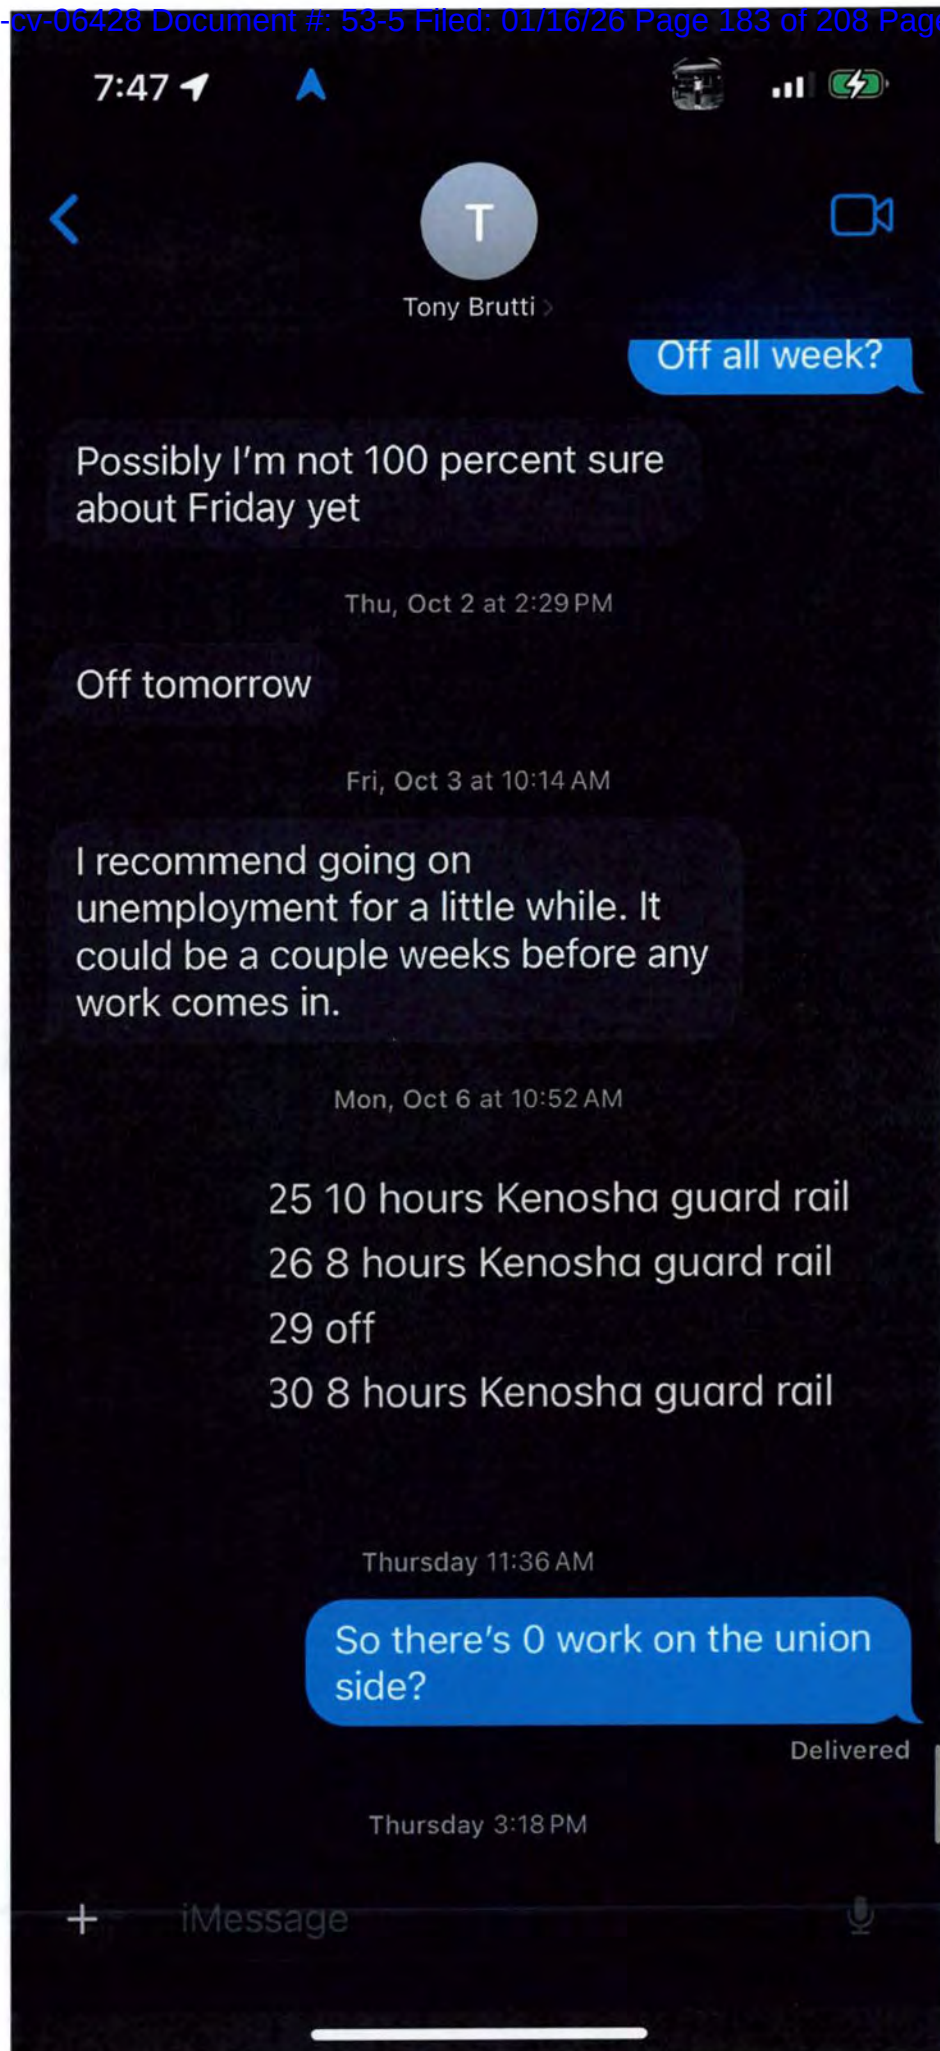 -cv-06428 Document #: 53-5 Filed: 01/16/26 Page 183 of 208 Page
7:47
T
Tony Brutti
Off all week?
Possibly I'm not 100 percent sure
about Friday yet
Thu, Oct 2 at 2:29 PM
Off tomorrow
Fri, Oct 3 at 10:14 AM
I recommend going on
unemployment for a little while. It
could be a couple weeks before any
work comes in.
Mon, Oct 6 at 10:52 AM
25 10 hours Kenosha guard rail
26 8 hours Kenosha guard rail
29 off
30 8 hours Kenosha guard rail
Thursday 11:36 AM
So there's 0 work on the union
side?
Delivered
Thursday 3:18 PM
iMessage